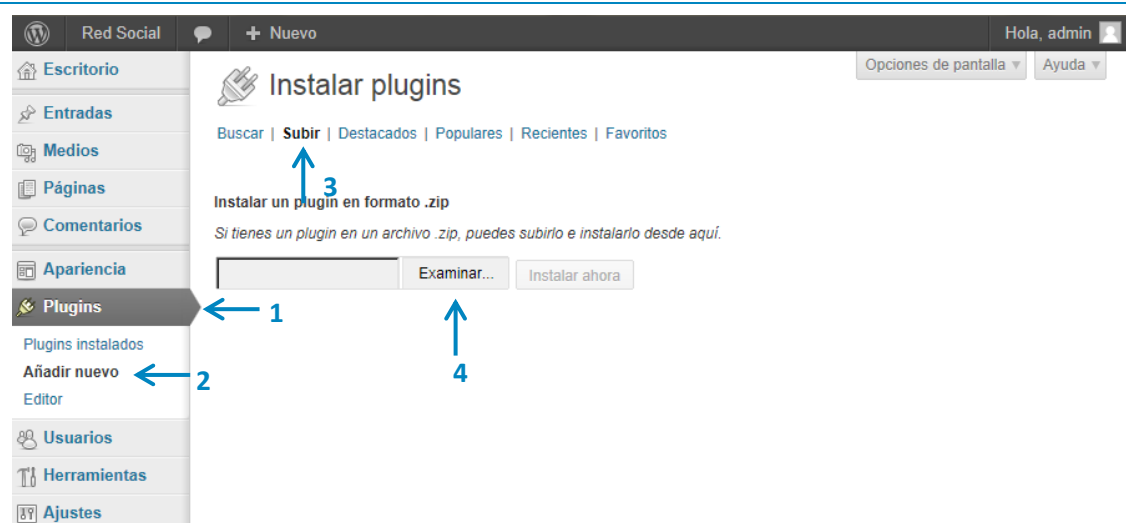 Red Social + Nuevo Hola, admin
Opciones de pantalla Ayuda
Escritorio
Entradas
Medios
Páginas
Comentarios
Apariencia
Plugins
Plugins instalados
Añadir nuevo
Editor
Usuarios
Herramientas
Ajustes
Instalar plugins
Buscar | Subir | Destacados | Populares | Recientes | Favoritos
3
Instalar un plugin en formato .zip
Si tienes un plugin en un archivo .zip, puedes subirlo e instalarlo desde aquí.
Examinar... Instalar ahora
1
4
2